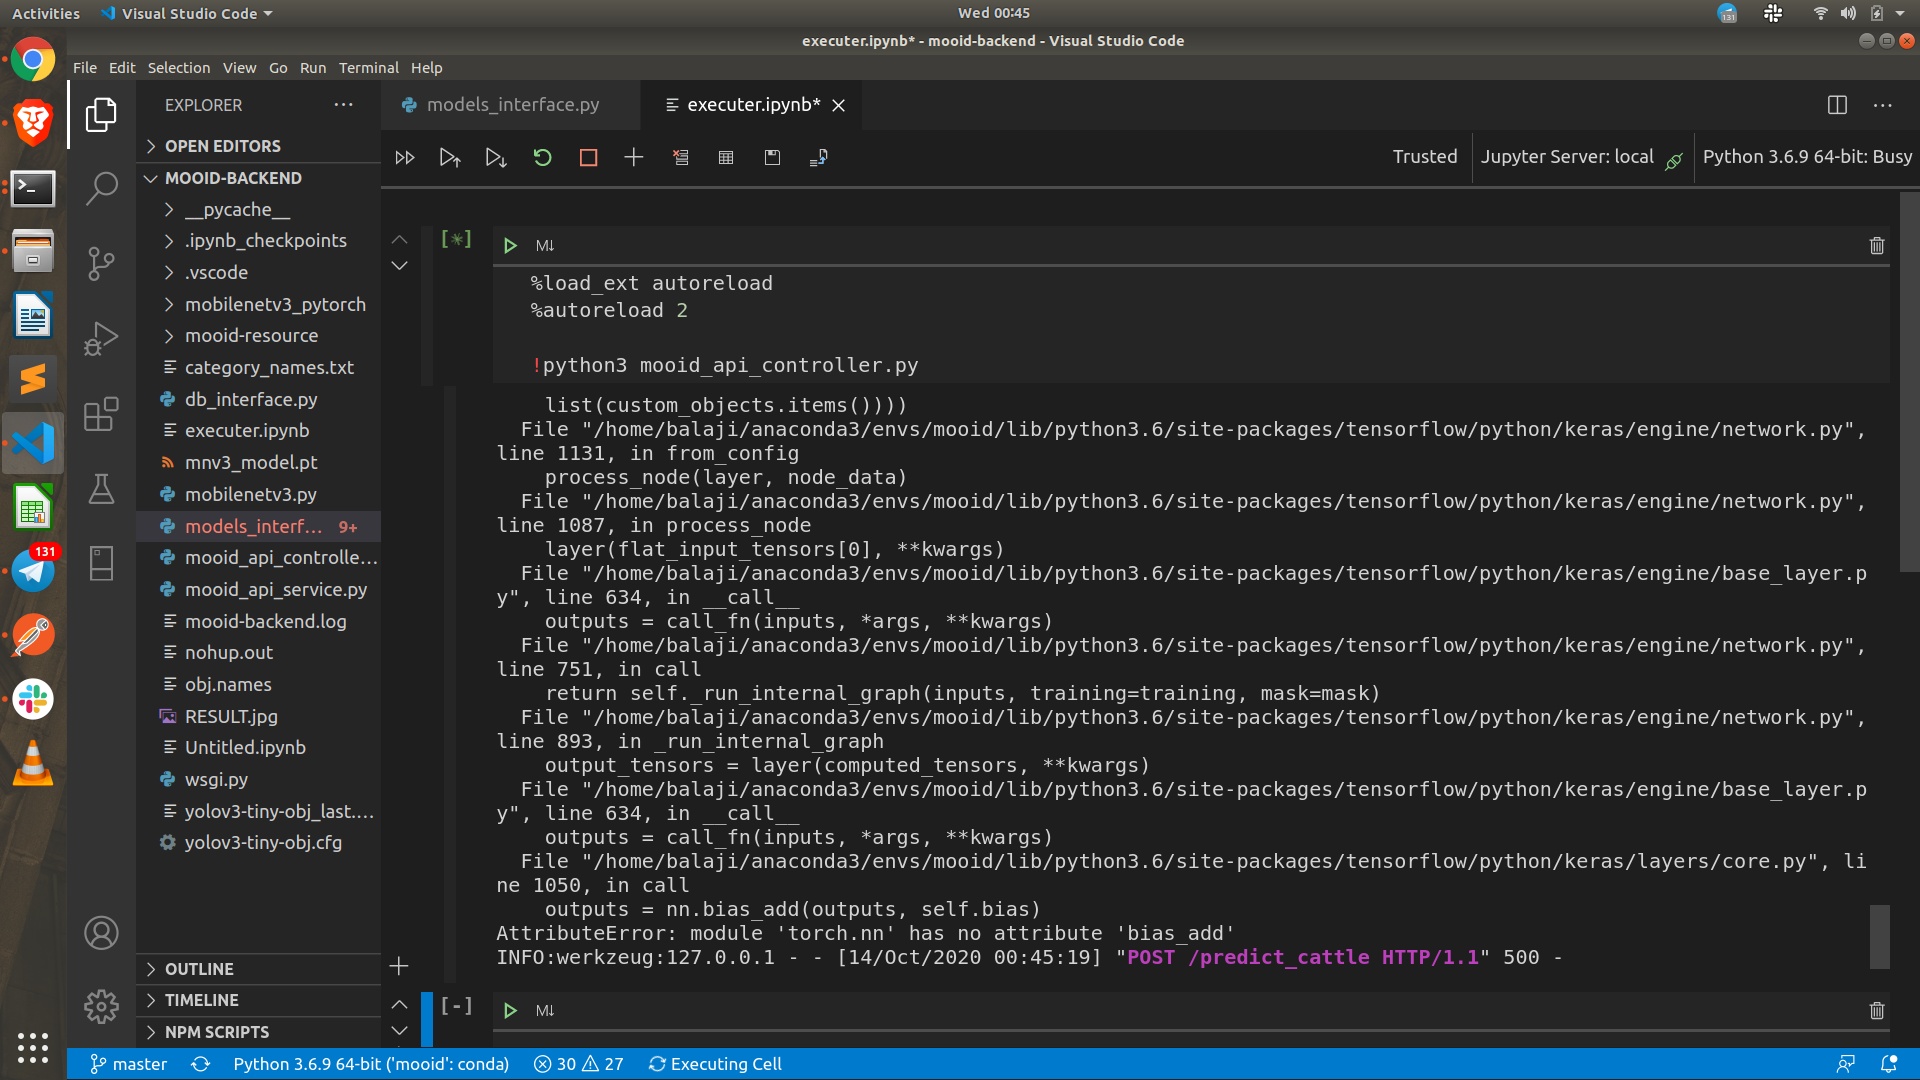 Activities
Visual Studio Code
Wed 00:45
131
executer.ipynb* - mooid-backend - Visual Studio Code
File Edit Selection View Go Run Terminal Help
EXPLORER
models_interface.py
executer.ipynb*
OPEN EDITORS
Trusted
Jupyter Server: local
Python 3.6.9 64-bit: Busy
MOOID-BACKEND
__pycache__
.ipynb_checkpoints
.vscode
mobilenetv3_pytorch
mooid-resource
category_names.txt
db_interface.py
executer.ipynb
mnv3_model.pt
mobilenetv3.py
models_interf... 9+
mooid_api_controlle...
mooid_api_service.py
mooid-backend.log
nohup.out
obj.names
RESULT.jpg
Untitled.ipynb
wsgi.py
yolov3-tiny-obj_last....
yolov3-tiny-obj.cfg
OUTLINE
TIMELINE
NPM SCRIPTS
131
[*]
M↓
%load_ext autoreload
%autoreload 2
!python3 mooid_api_controller.py
list(custom_objects.items())))
File "/home/balaji/anaconda3/envs/mooid/lib/python3.6/site-packages/tensorflow/python/keras/engine/network.py",
line 1131, in from_config
process_node(layer, node_data)
File "/home/balaji/anaconda3/envs/mooid/lib/python3.6/site-packages/tensorflow/python/keras/engine/network.py",
line 1087, in process_node
layer(flat_input_tensors[0], **kwargs)
File "/home/balaji/anaconda3/envs/mooid/lib/python3.6/site-packages/tensorflow/python/keras/engine/base_layer.p
y", line 634, in __call__
outputs = call_fn(inputs, *args, **kwargs)
File "/home/balaji/anaconda3/envs/mooid/lib/python3.6/site-packages/tensorflow/python/keras/engine/network.py",
line 751, in call
return self._run_internal_graph(inputs, training=training, mask=mask)
File "/home/balaji/anaconda3/envs/mooid/lib/python3.6/site-packages/tensorflow/python/keras/engine/network.py",
line 893, in _run_internal_graph
output_tensors = layer(computed_tensors, **kwargs)
File "/home/balaji/anaconda3/envs/mooid/lib/python3.6/site-packages/tensorflow/python/keras/engine/base_layer.p
y", line 634, in __call__
outputs = call_fn(inputs, *args, **kwargs)
File "/home/balaji/anaconda3/envs/mooid/lib/python3.6/site-packages/tensorflow/python/keras/layers/core.py", li
ne 1050, in call
outputs = nn.bias_add(outputs, self.bias)
AttributeError: module 'torch.nn' has no attribute 'bias_add'
INFO:werkzeug:127.0.0.1 - - [14/Oct/2020 00:45:19] "POST /predict_cattle HTTP/1.1" 500 -
[-]
M↓
master
Python 3.6.9 64-bit ('mooid': conda)
30
27
Executing Cell